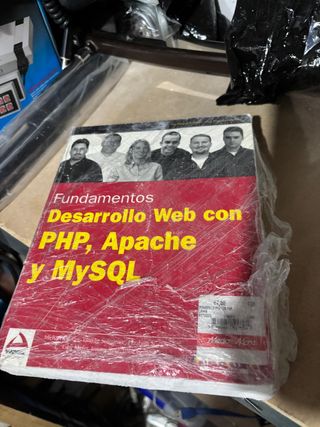 Fundamentos
Desarrollo Web con
PHP, Apache
y MySQL